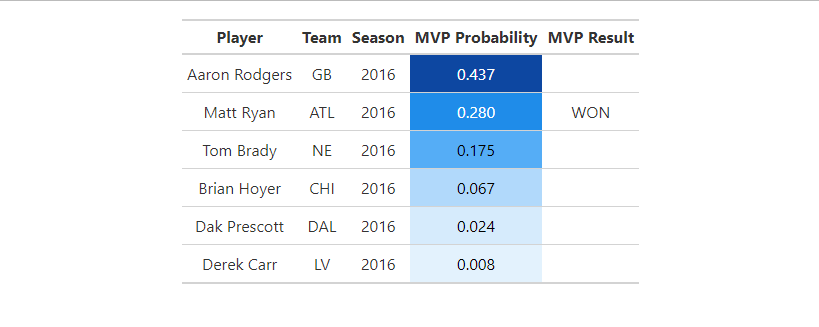 Player Team Season MVP Probability MVP Result
Aaron Rodgers GB 2016 0.437
Matt Ryan ATL 2016 0.280 WON
Tom Brady NE 2016 0.175
Brian Hoyer CHI 2016 0.067
Dak Prescott DAL 2016 0.024
Derek Carr LV 2016 0.008